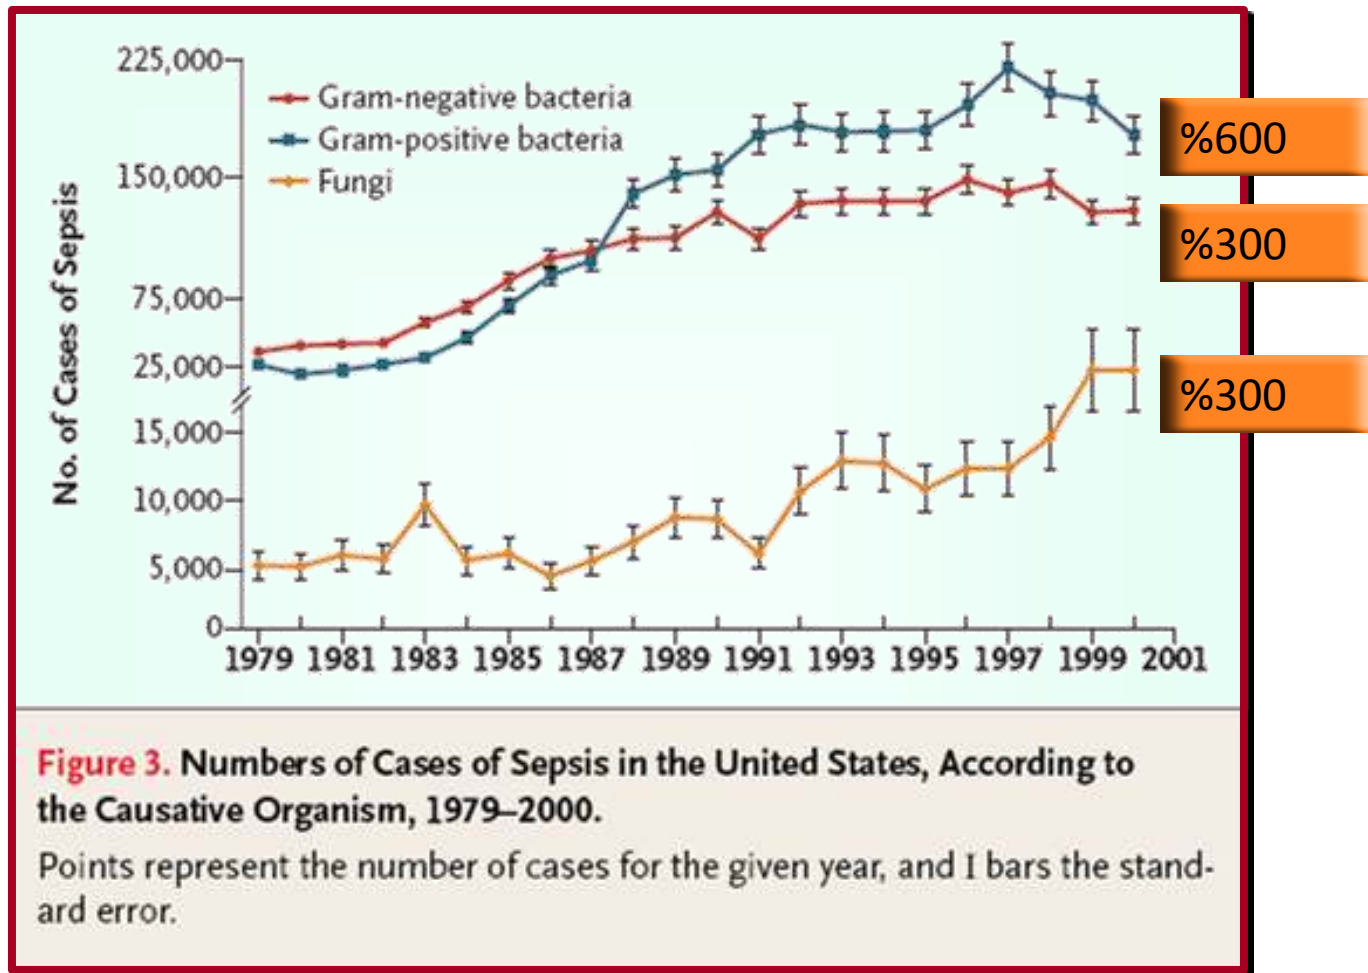 225,000
Gram-negative bacteria
Gram-positive bacteria
Fungi
150,000
75,000
25,000
15,000
10,000
5,000
0
No. of Cases of Sepsis
1979 1981 1983 1985 1987 1989 1991 1993 1995 1997 1999 2001
%600
%300
%300
Figure 3. Numbers of Cases of Sepsis in the United States, According to
the Causative Organism, 1979–2000.
Points represent the number of cases for the given year, and I bars the stand-
ard error.